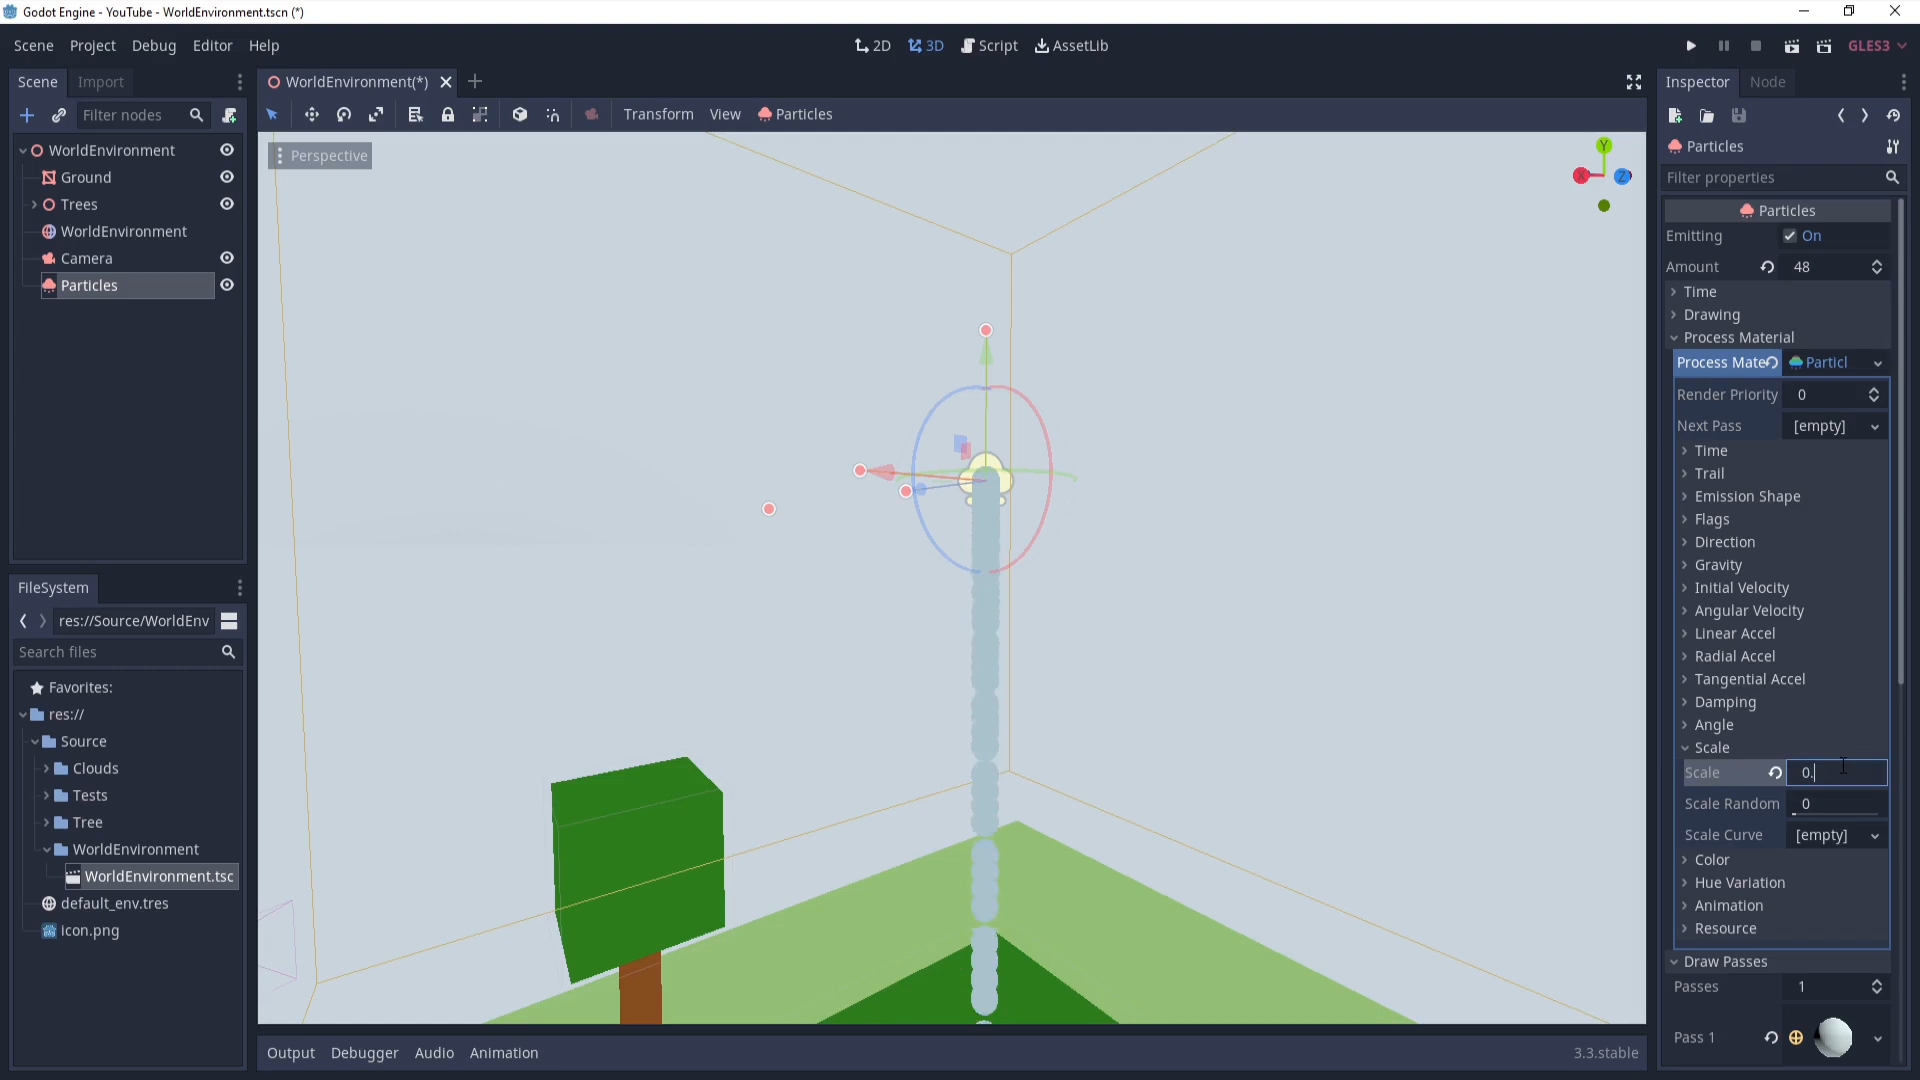 Godot Engine - YouTube - WorldEnvironment.tscn (*)
Scene Project Debug Editor Help
2D 3D Script AssetLib
GLES3
Scene Import
Filter nodes
WorldEnvironment
Ground
Trees
WorldEnvironment
Camera
Particles
FileSystem
res://Source/WorldEnv
Search files
Favorites:
res://
Source
Clouds
Tests
Tree
WorldEnvironment
WorldEnvironment.tsc
default_env.tres
icon.png
WorldEnvironment(*)
Transform View Particles
Perspective
Y
X
Z
Output Debugger Audio Animation 3.3.stable
Inspector Node
Particles
Filter properties
Particles
Emitting On
Amount 48
Time
Drawing
Process Material
Process Mate Particl
Render Priority 0
Next Pass [empty]
Time
Trail
Emission Shape
Flags
Direction
Gravity
Initial Velocity
Angular Velocity
Linear Accel
Radial Accel
Tangential Accel
Damping
Angle
Scale
Scale 0.
Scale Random 0
Scale Curve [empty]
Color
Hue Variation
Animation
Resource
Draw Passes
Passes 1
Pass 1